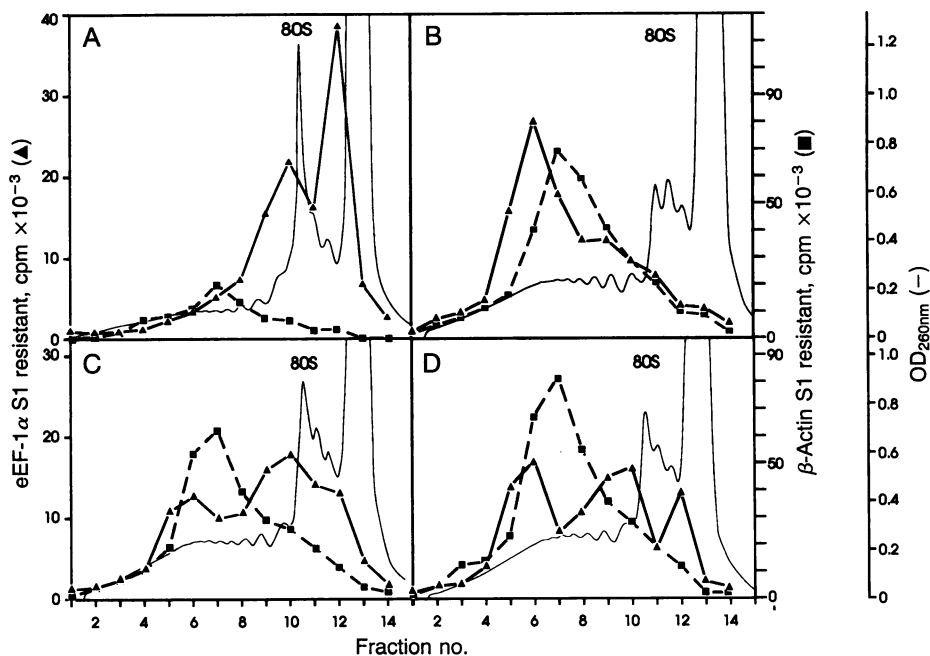 eEF-1α S1 resistant, cpm ×10⁻³ (▲)
40
30
20
10
0
A
80S
B
80S
90
50
0
1.2
1.0
0.8
0.6
0.4
0.2
0
β-Actin S1 resistant, cpm ×10⁻³ (■)
OD260nm (–)
30
20
10
0
C
80S
D
80S
90
50
0
1.0
0.8
0.6
0.4
0.2
0
2 4 6 8 10 12 14
2 4 6 8 10 12 14
Fraction no.